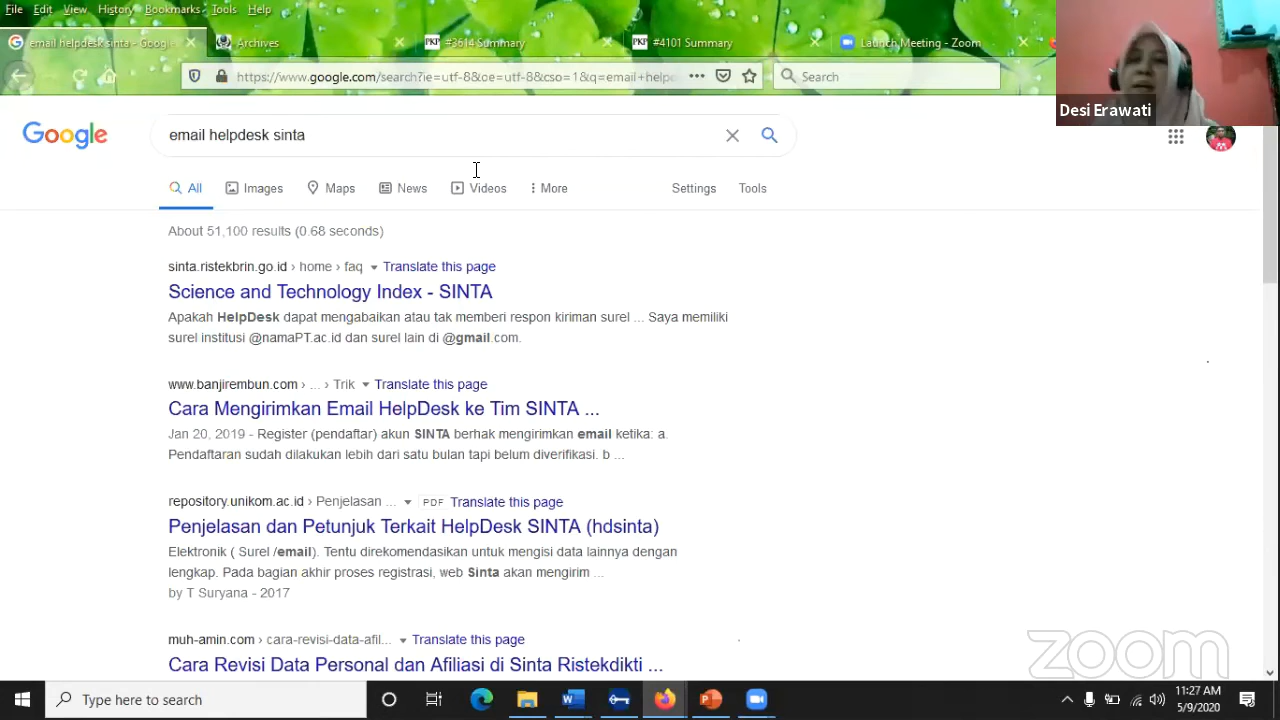 File Edit View History Bookmarks Tools Help
email helpdesk sinta - Googl
Archives
PKP #3614 Summary
PKP #4101 Summary
Launch Meeting - Zoom
https://www.google.com/search?ie=utf-8&oe=utf-8&cso=1&q=email+helpd
Search
Desi Erawati
Google
email helpdesk sinta
All Images Maps News Videos More Settings Tools
About 51,100 results (0.68 seconds)
sinta.ristekbrin.go.id › home › faq Translate this page
Science and Technology Index - SINTA
Apakah HelpDesk dapat mengabaikan atau tak memberi respon kiriman surel ... Saya memiliki
surel institusi @namaPT.ac.id dan surel lain di @gmail.com.
www.banjirembun.com › ... › Trik Translate this page
Cara Mengirimkan Email HelpDesk ke Tim SINTA ...
Jan 20, 2019 - Register (pendaftar) akun SINTA berhak mengirimkan email ketika: a.
Pendaftaran sudah dilakukan lebih dari satu bulan tapi belum diverifikasi. b ...
repository.unikom.ac.id › Penjelasan ... PDF Translate this page
Penjelasan dan Petunjuk Terkait HelpDesk SINTA (hdsinta)
Elektronik ( Surel /email). Tentu direkomendasikan untuk mengisi data lainnya dengan
lengkap. Pada bagian akhir proses registrasi, web Sinta akan mengirim ...
by T Suryana - 2017
muh-amin.com › cara-revisi-data-afil... Translate this page
Cara Revisi Data Personal dan Afiliasi di Sinta Ristekdikti ...
zoom
Type here to search
11:27 AM
5/9/2020